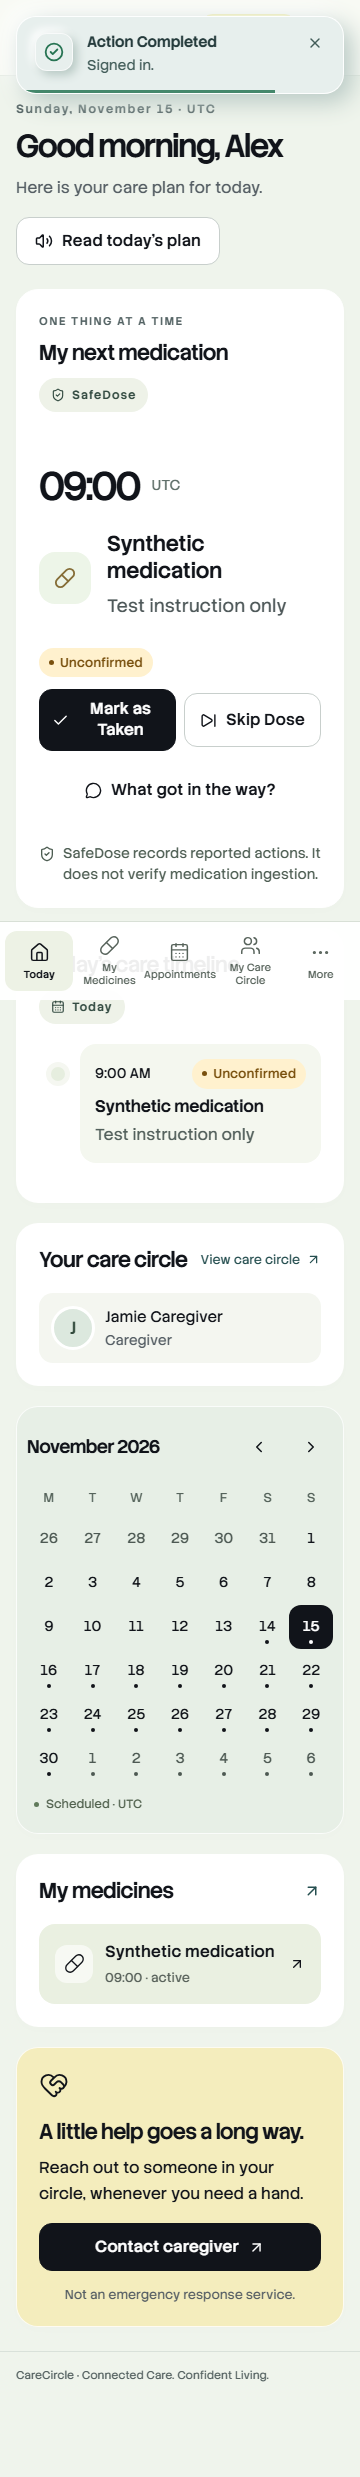 Action Completed
Signed in.
Sunday, November 15 · UTC
Good morning, Alex
Here is your care plan for today.
Read today's plan
ONE THING AT A TIME
My next medication
SafeDose
09:00 UTC
Synthetic
medication
Test instruction only
Unconfirmed
Mark as
Taken
Skip Dose
What got in the way?
SafeDose records reported actions. It
does not verify medication ingestion.
Today
My
Medicines
Appointments
My Care
Circle
More
Today
9:00 AM
Unconfirmed
Synthetic medication
Test instruction only
Your care circle
View care circle
J
Jamie Caregiver
Caregiver
November 2026
M T W T F S S
26 27 28 29 30 31 1
2 3 4 5 6 7 8
9 10 11 12 13 14 15
16 17 18 19 20 21 22
23 24 25 26 27 28 29
30 1 2 3 4 5 6
Scheduled · UTC
My medicines
Synthetic medication
09:00 · active
A little help goes a long way.
Reach out to someone in your
circle, whenever you need a hand.
Contact caregiver
Not an emergency response service.
CareCircle · Connected Care. Confident Living.